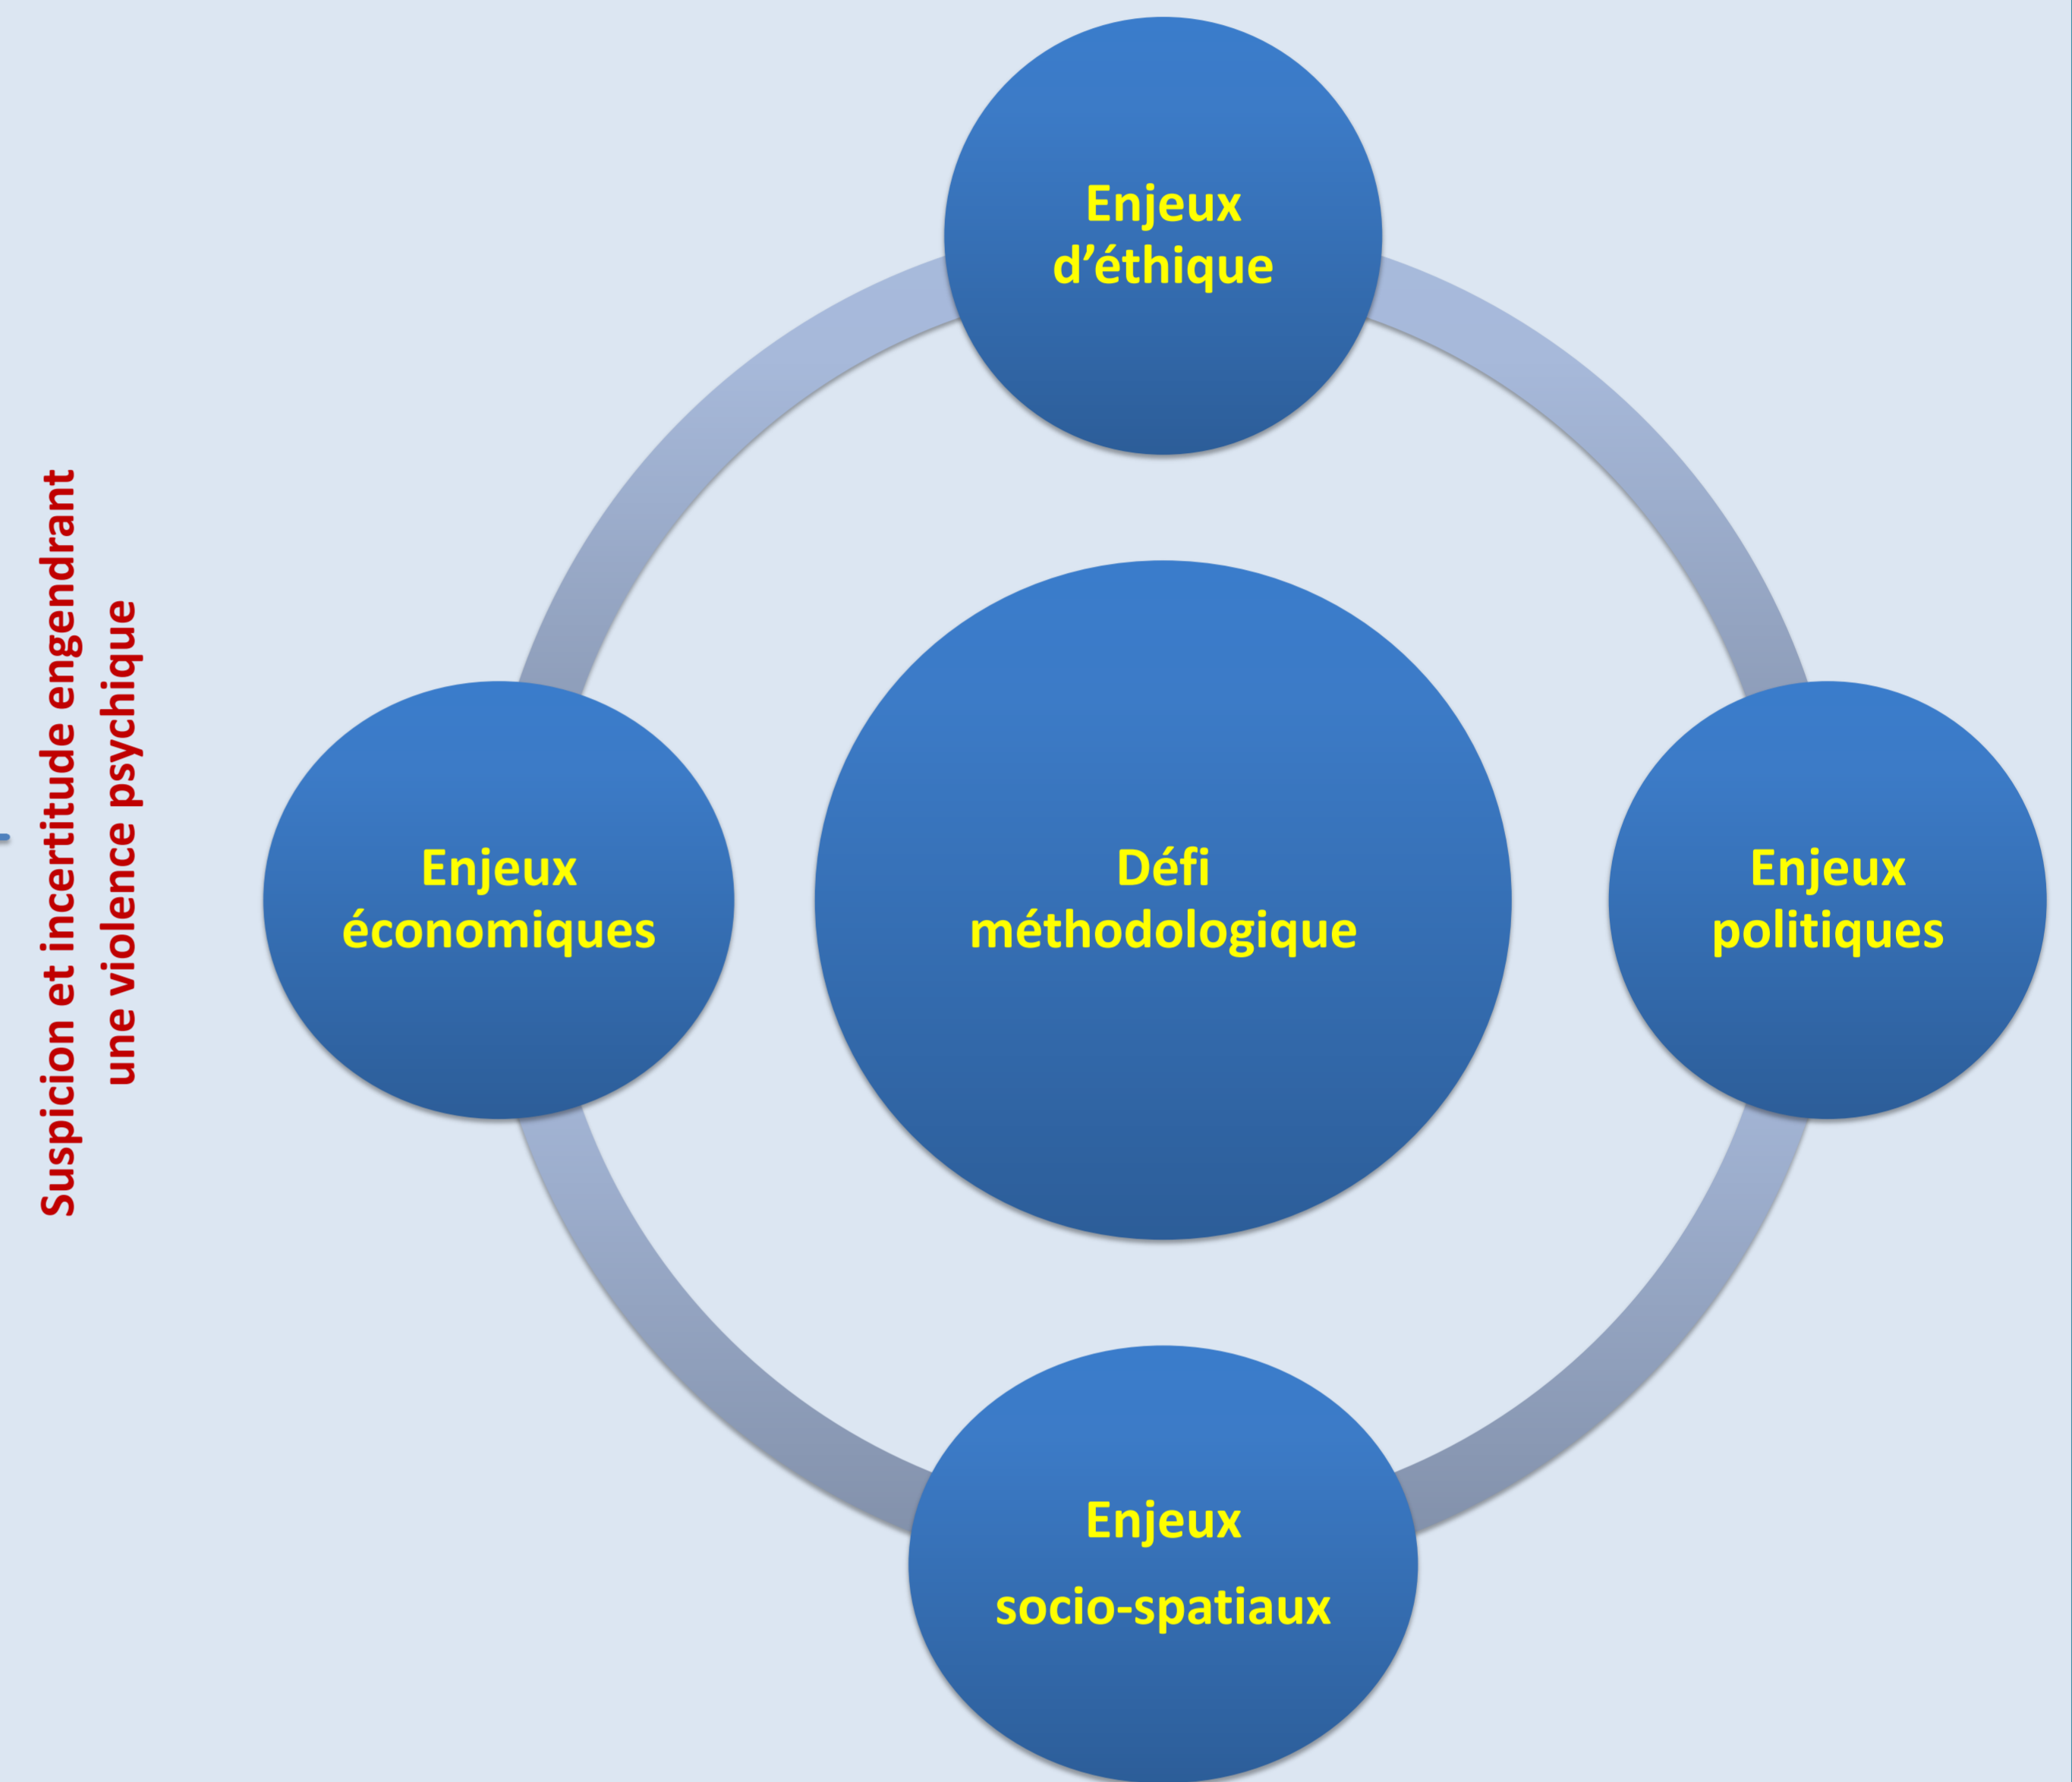 Suspicion et incertitude engendrant
une violence psychique
Enjeux
d’éthique
Enjeux
économiques
Défi
méthodologique
Enjeux
politiques
Enjeux
socio-spatiaux